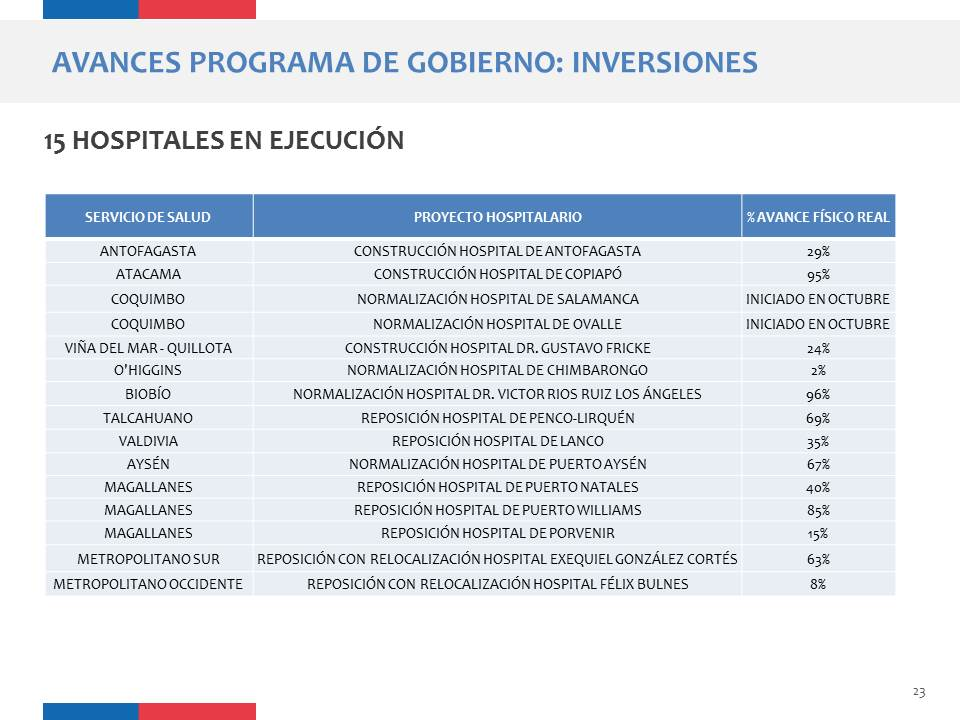 AVANCES PROGRAMA DE GOBIERNO: INVERSIONES
15 HOSPITALES EN EJECUCIÓN
SERVICIO DE SALUD PROYECTO HOSPITALARIO % AVANCE FÍSICO REAL
ANTOFAGASTA CONSTRUCCIÓN HOSPITAL DE ANTOFAGASTA 29%
ATACAMA CONSTRUCCIÓN HOSPITAL DE COPIAPÓ 95%
COQUIMBO NORMALIZACIÓN HOSPITAL DE SALAMANCA INICIADO EN OCTUBRE
COQUIMBO NORMALIZACIÓN HOSPITAL DE OVALLE INICIADO EN OCTUBRE
VIÑA DEL MAR - QUILLOTA CONSTRUCCIÓN HOSPITAL DR. GUSTAVO FRICKE 24%
O'HIGGINS NORMALIZACIÓN HOSPITAL DE CHIMBARONGO 2%
BIOBÍO NORMALIZACIÓN HOSPITAL DR. VICTOR RIOS RUIZ LOS ÁNGELES 96%
TALCAHUANO REPOSICIÓN HOSPITAL DE PENCO-LIRQUÉN 69%
VALDIVIA REPOSICIÓN HOSPITAL DE LANCO 35%
AYSÉN NORMALIZACIÓN HOSPITAL DE PUERTO AYSÉN 67%
MAGALLANES REPOSICIÓN HOSPITAL DE PUERTO NATALES 40%
MAGALLANES REPOSICIÓN HOSPITAL DE PUERTO WILLIAMS 85%
MAGALLANES REPOSICIÓN HOSPITAL DE PORVENIR 15%
METROPOLITANO SUR REPOSICIÓN CON RELOCALIZACIÓN HOSPITAL EXEQUIEL GONZÁLEZ CORTÉS 63%
METROPOLITANO OCCIDENTE REPOSICIÓN CON RELOCALIZACIÓN HOSPITAL FÉLIX BULNES 8%
23